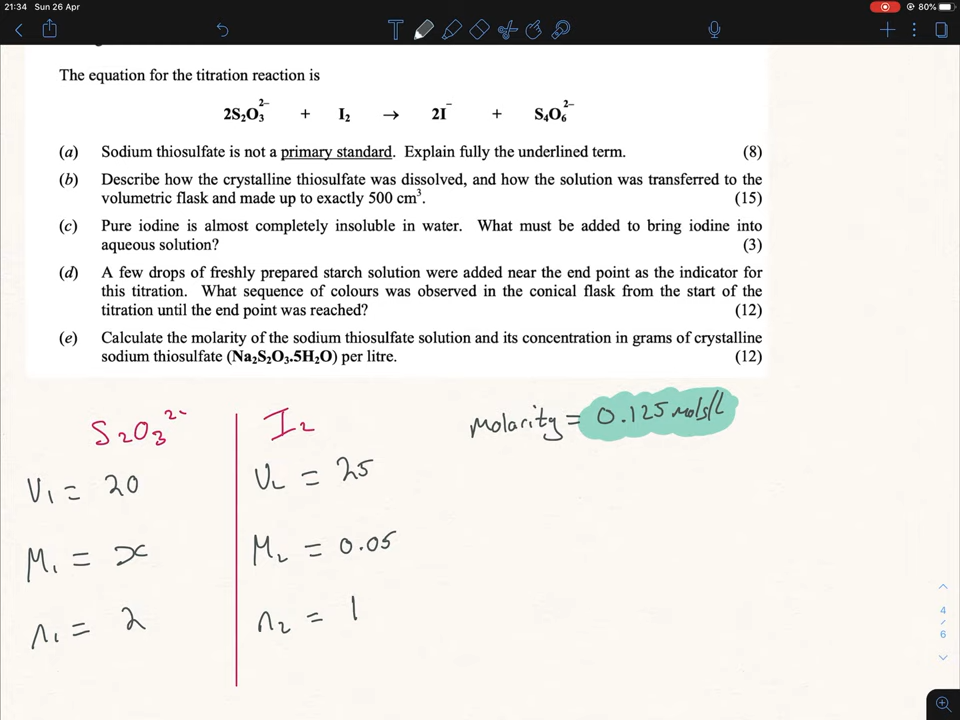 21:34 Sun 26 Apr
80%
The equation for the titration reaction is
2S₂O₃²⁻ + I₂ → 2I⁻ + S₄O₆²⁻
(a) Sodium thiosulfate is not a primary standard. Explain fully the underlined term. (8)
(b) Describe how the crystalline thiosulfate was dissolved, and how the solution was transferred to the
volumetric flask and made up to exactly 500 cm³. (15)
(c) Pure iodine is almost completely insoluble in water. What must be added to bring iodine into
aqueous solution? (3)
(d) A few drops of freshly prepared starch solution were added near the end point as the indicator for
this titration. What sequence of colours was observed in the conical flask from the start of the
titration until the end point was reached? (12)
(e) Calculate the molarity of the sodium thiosulfate solution and its concentration in grams of crystalline
sodium thiosulfate (Na₂S₂O₃.5H₂O) per litre. (12)
S₂O₃²⁻
I₂
molarity = 0.125 mols/L
V₁ = 20
V₂ = 25
M₁ = x
M₂ = 0.05
n₁ = 2
n₂ = 1
4
/
6